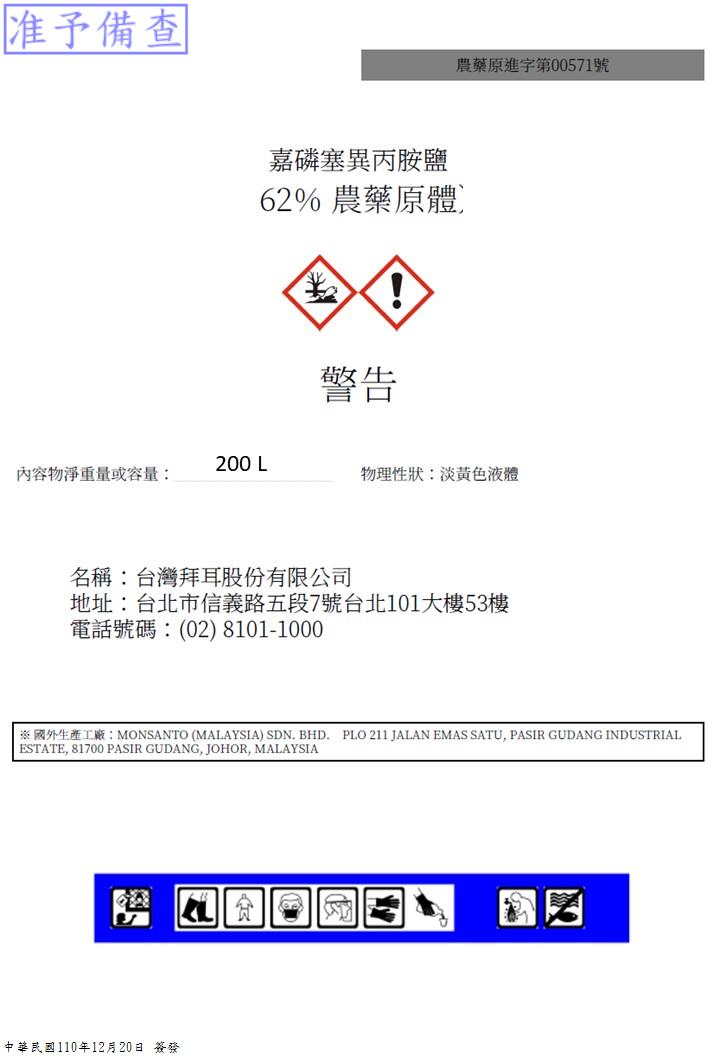 准予備查
農藥原進字第00571號
嘉磷塞異丙胺鹽
62% 農藥原體
警告
內容物淨重量或容量：200 L 物理性狀：淡黃色液體
名稱：台灣拜耳股份有限公司
地址：台北市信義路五段7號台北101大樓53樓
電話號碼：(02) 8101-1000
※ 國外生產工廠：MONSANTO (MALAYSIA) SDN. BHD. PLO 211 JALAN EMAS SATU, PASIR GUDANG INDUSTRIAL
ESTATE, 81700 PASIR GUDANG, JOHOR, MALAYSIA
中華民國110年12月20日 簽發